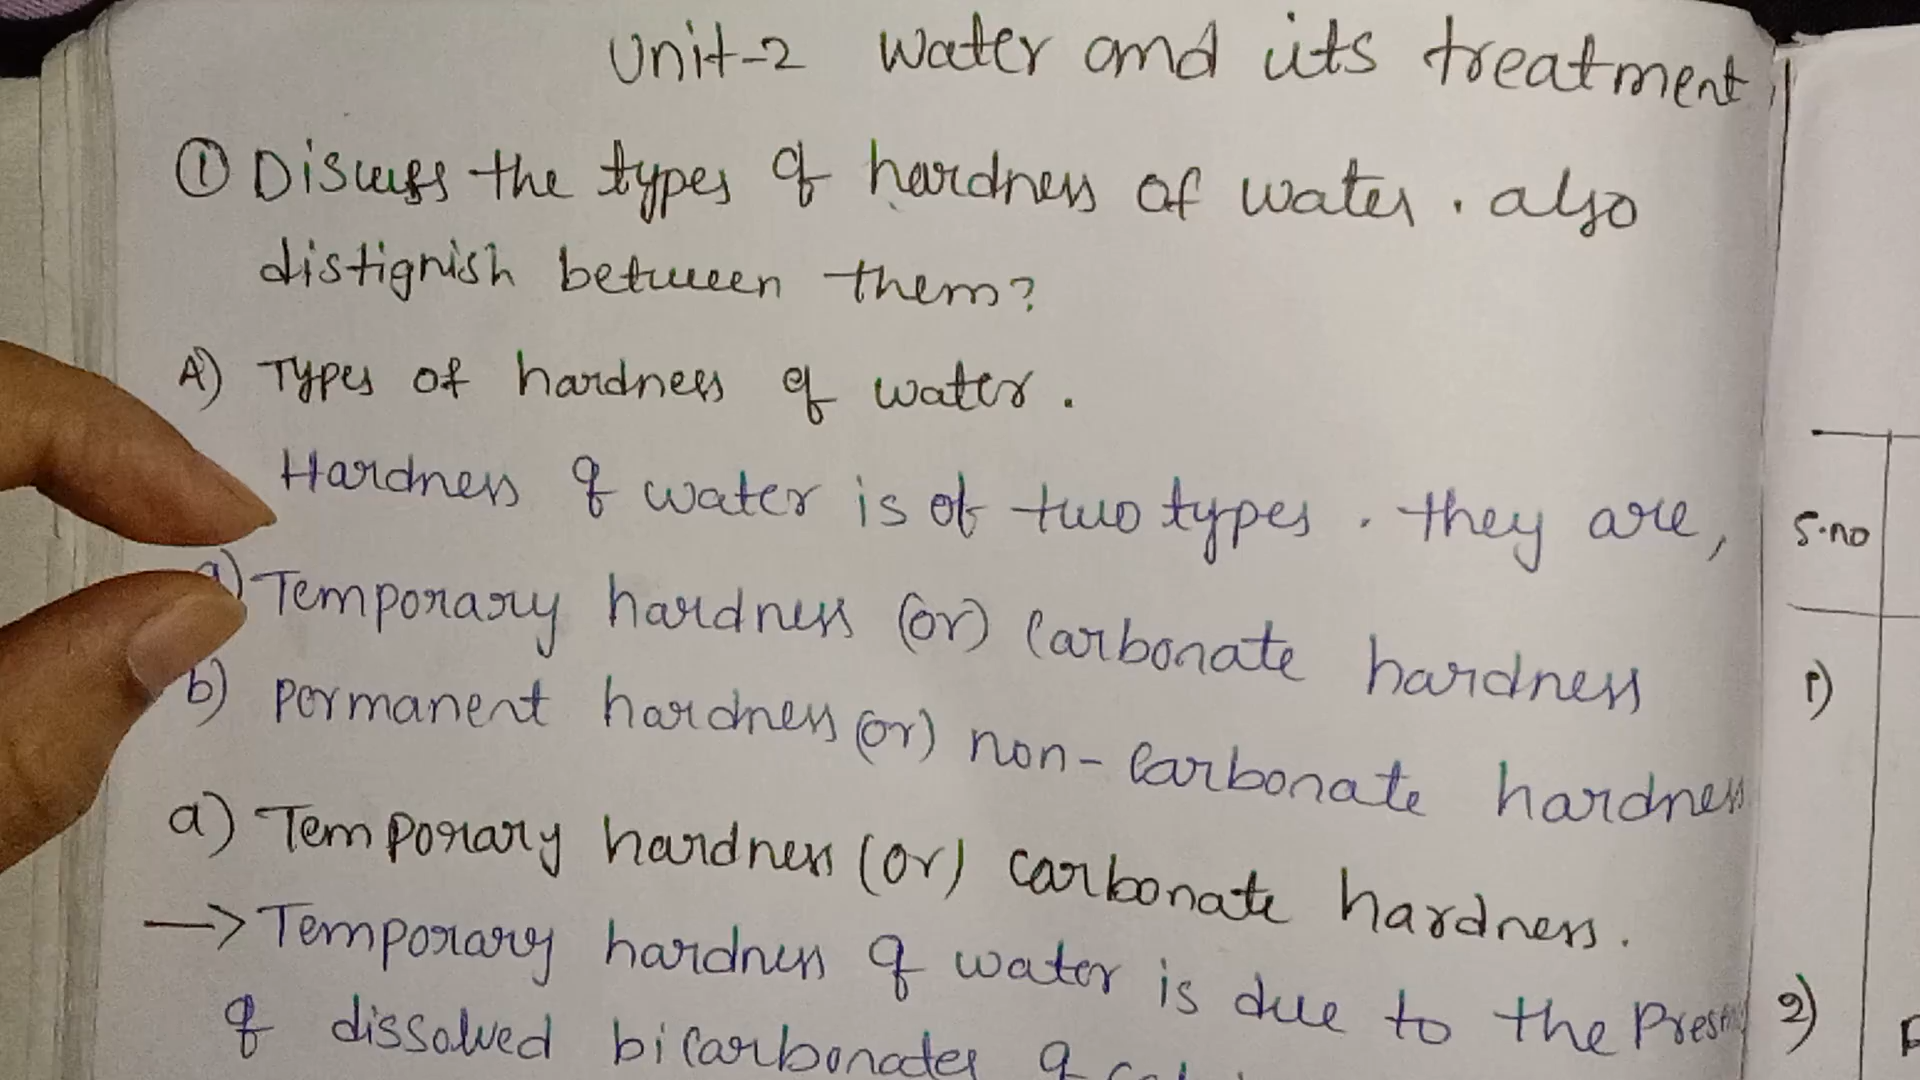 Unit-2 Water and its treatment
① Discuss the types of hardness of water. also
distignish between them?
A) Types of hardness of water.
Hardness of water is of two types. they are,
a) Temporary hardness (or) Carbonate hardness
b) permanent hardness (or) non-Carbonate hardness
a) Temporary hardness (or) carbonate hardness.
→ Temporary hardness of water is due to the
of dissolved bicarbonates of
S.no
1)
2)